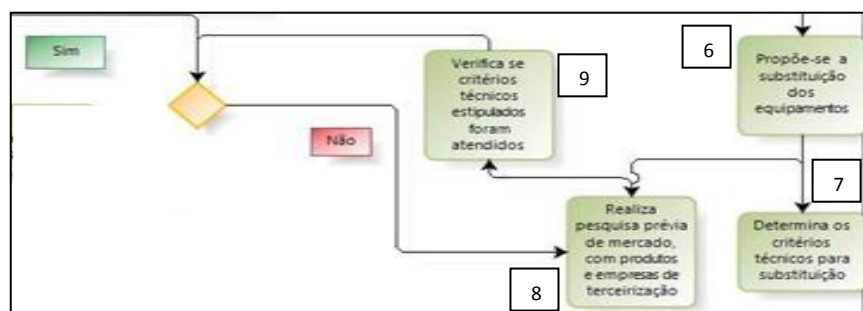 Sim
Não
Verifica se
critérios
técnicos
estipulados
foram
atendidos
9
6
Propõe-se a
substituição
dos
equipamentos
7
Determina os
critérios
técnicos para
substituição
Realiza
pesquisa prévia
de mercado,
com produtos
e empresas de
terceirização
8